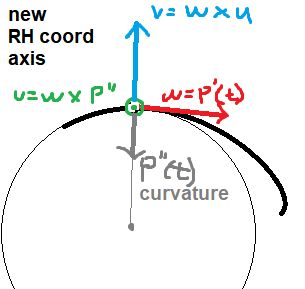 new
RH coord
axis
v = w x u
u = w x p"
w = p'(t)
p"(t)
curvature